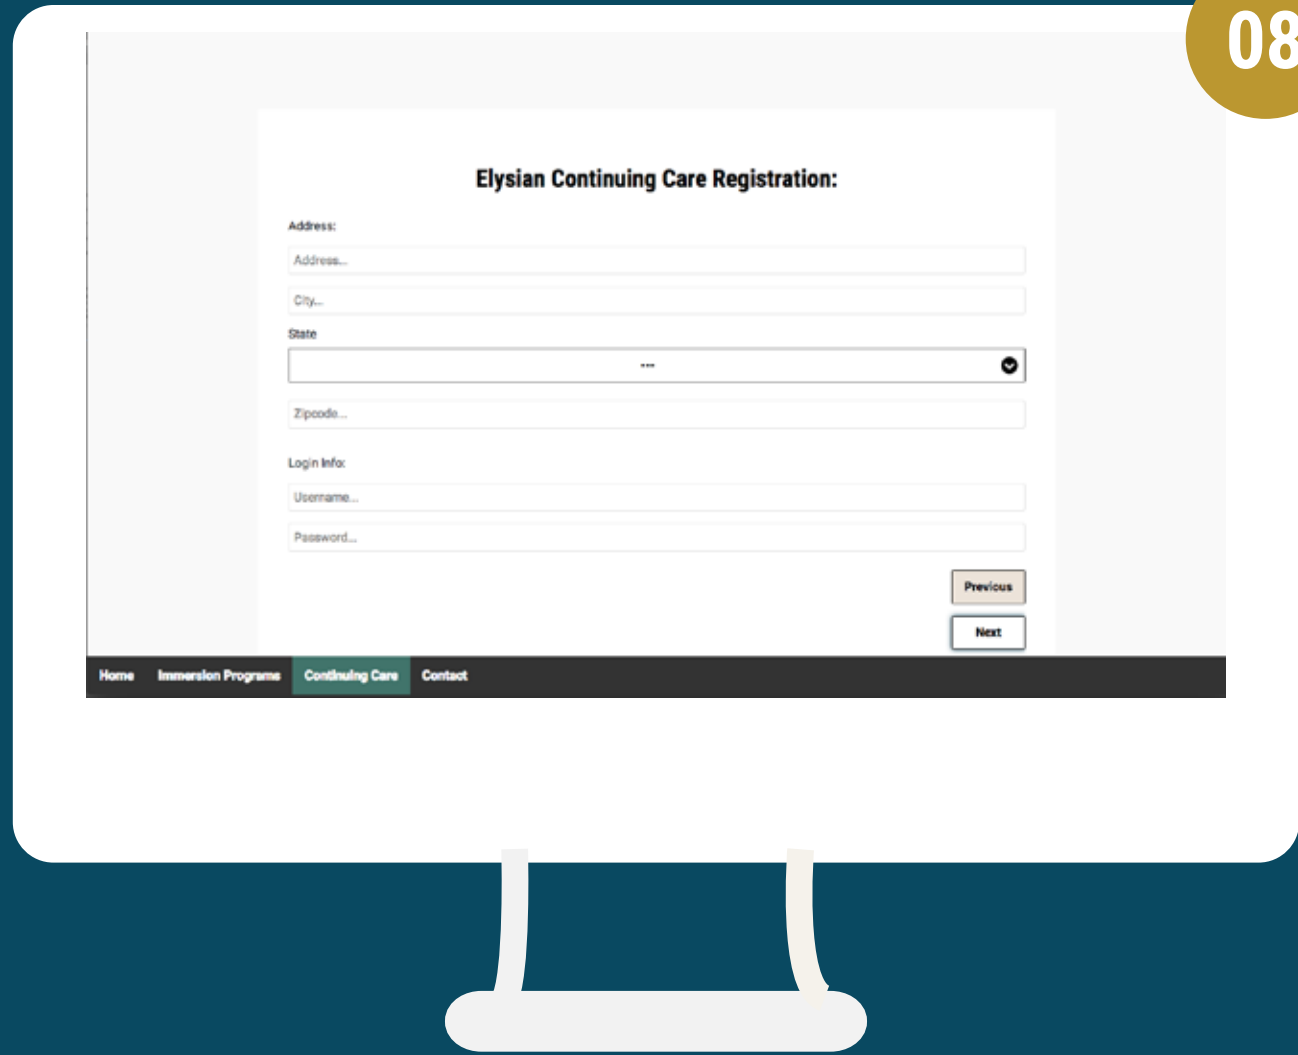 08
Elysian Continuing Care Registration:
Address:
Address...
City...
State
---
Zipcode...
Login Info:
Username...
Password...
Previous
Next
Home Immersion Programs Continuing Care Contact